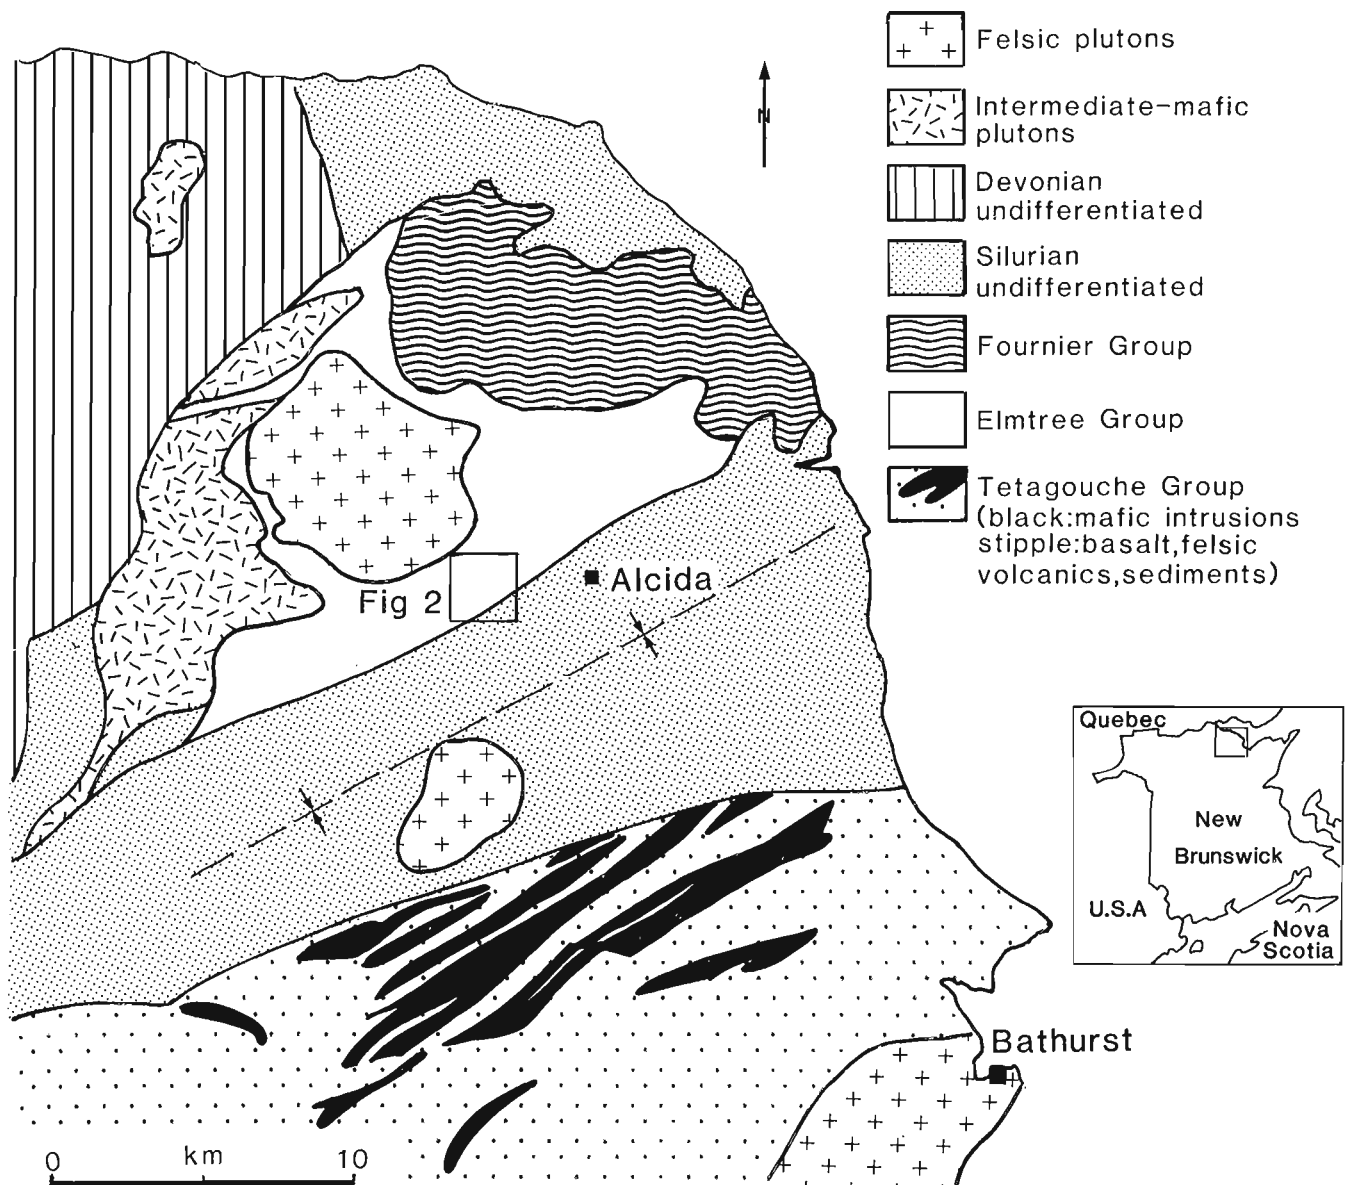 Felsic plutons
Intermediate-mafic
plutons
Devonian
undifferentiated
Silurian
undifferentiated
Fournier Group
Elmtree Group
Tetagouche Group
(black:mafic intrusions
stipple:basalt,felsic
volcanics,sediments)
N
Alcida
Fig 2
Quebec
New
Brunswick
U.S.A
Nova
Scotia
Bathurst
0 km 10